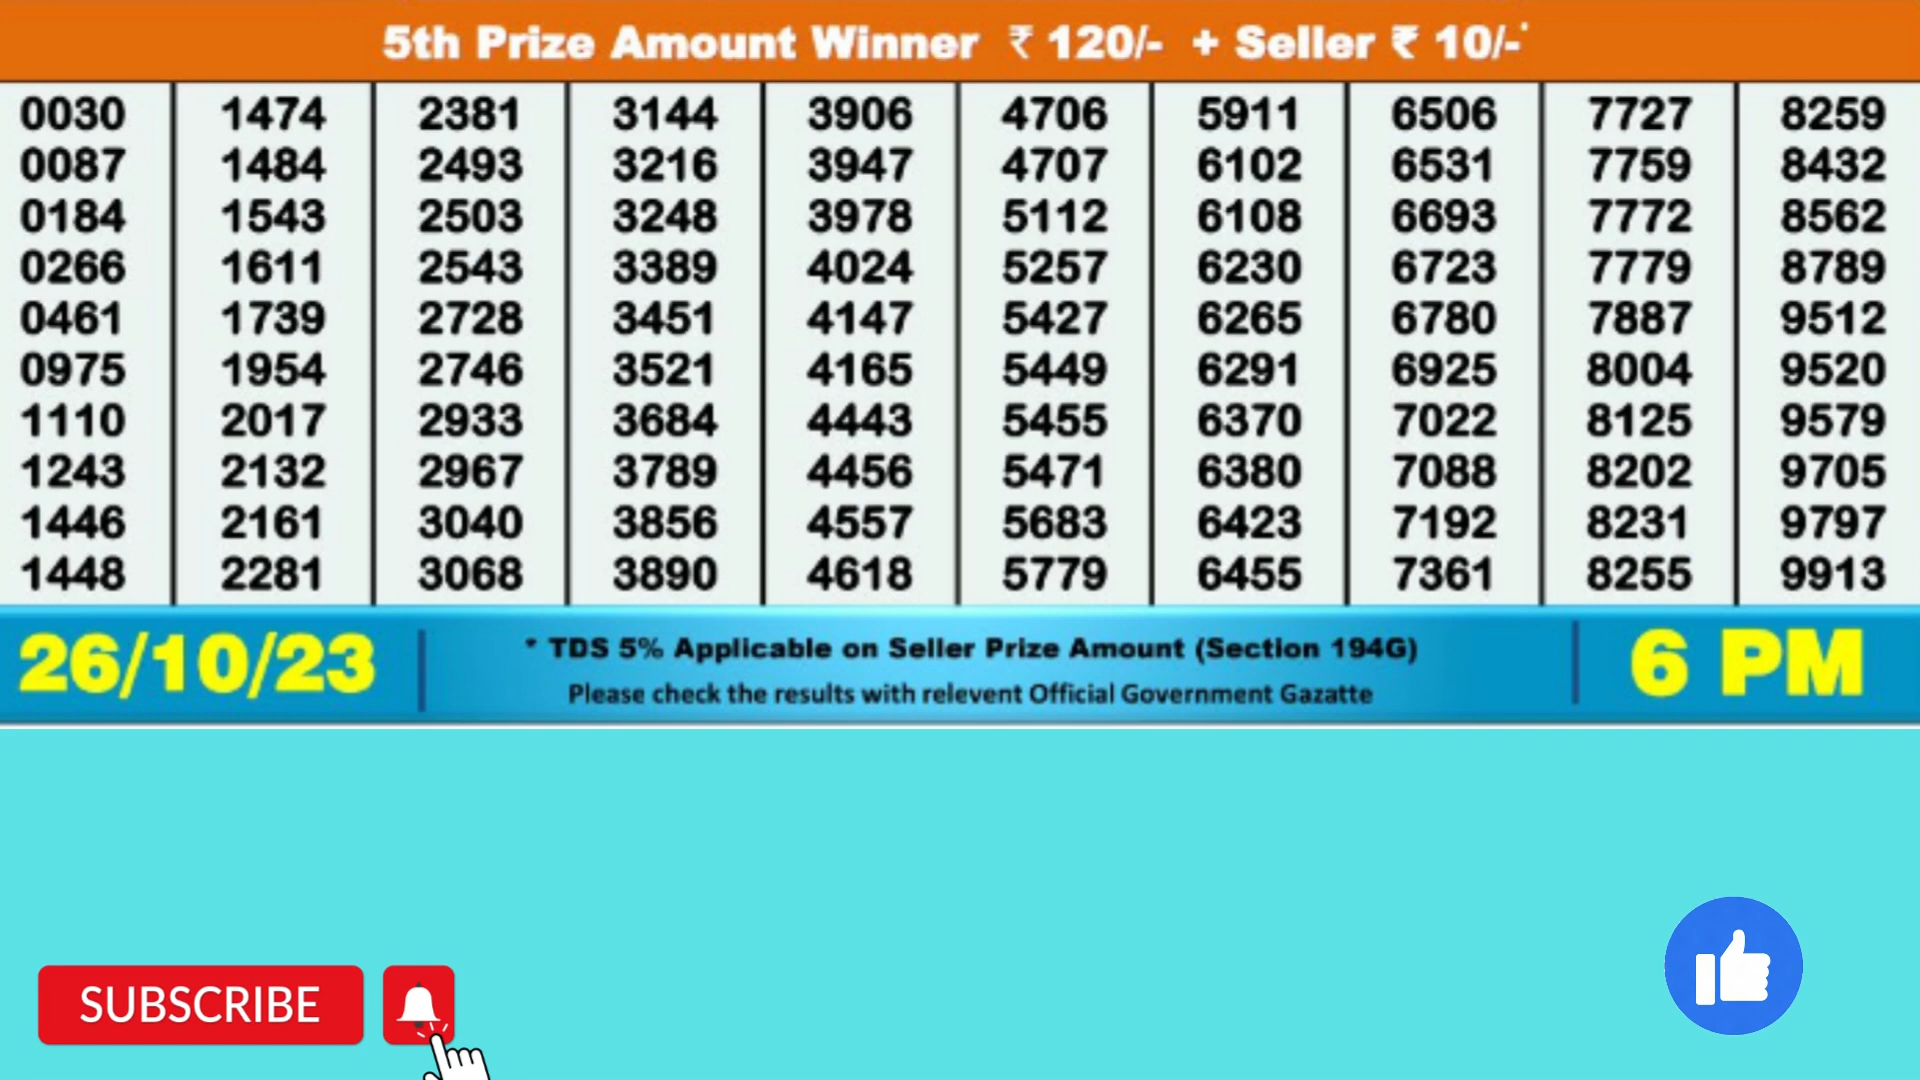 5th Prize Amount Winner ₹ 120/- + Seller ₹ 10/-*
0030 1474 2381 3144 3906 4706 5911 6506 7727 8259
0087 1484 2493 3216 3947 4707 6102 6531 7759 8432
0184 1543 2503 3248 3978 5112 6108 6693 7772 8562
0266 1611 2543 3389 4024 5257 6230 6723 7779 8789
0461 1739 2728 3451 4147 5427 6265 6780 7887 9512
0975 1954 2746 3521 4165 5449 6291 6925 8004 9520
1110 2017 2933 3684 4443 5455 6370 7022 8125 9579
1243 2132 2967 3789 4456 5471 6380 7088 8202 9705
1446 2161 3040 3856 4557 5683 6423 7192 8231 9797
1448 2281 3068 3890 4618 5779 6455 7361 8255 9913
26/10/23
* TDS 5% Applicable on Seller Prize Amount (Section 194G)
Please check the results with relevent Official Government Gazatte
6 PM
SUBSCRIBE